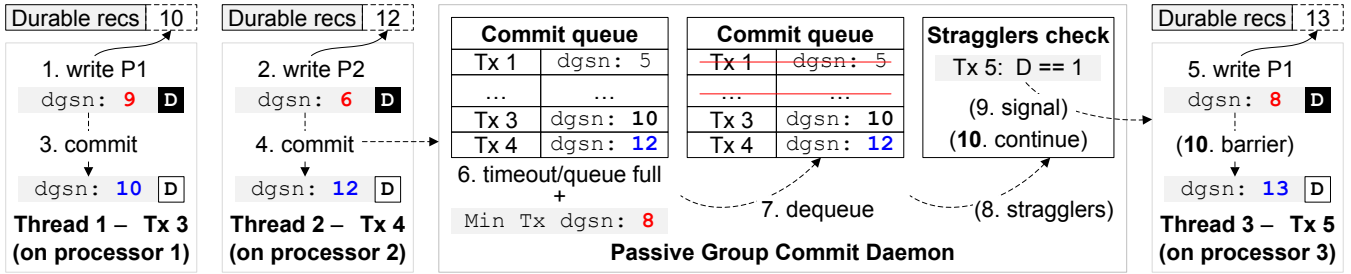 Durable recs 10
1. write P1
dgsn: 9 D
3. commit
dgsn: 10 D
Thread 1 – Tx 3
(on processor 1)
Durable recs 12
2. write P2
dgsn: 6 D
4. commit
dgsn: 12 D
Thread 2 – Tx 4
(on processor 2)
Commit queue
Tx 1 dgsn: 5
... ...
Tx 3 dgsn: 10
Tx 4 dgsn: 12
6. timeout/queue full
+
Min Tx dgsn: 8
Commit queue
Tx 1 dgsn: 5
... ...
Tx 3 dgsn: 10
Tx 4 dgsn: 12
7. dequeue
Stragglers check
Tx 5: D == 1
(9. signal)
(10. continue)
(8. stragglers)
Passive Group Commit Daemon
Durable recs 13
5. write P1
dgsn: 8 D
(10. barrier)
dgsn: 13 D
Thread 3 – Tx 5
(on processor 3)